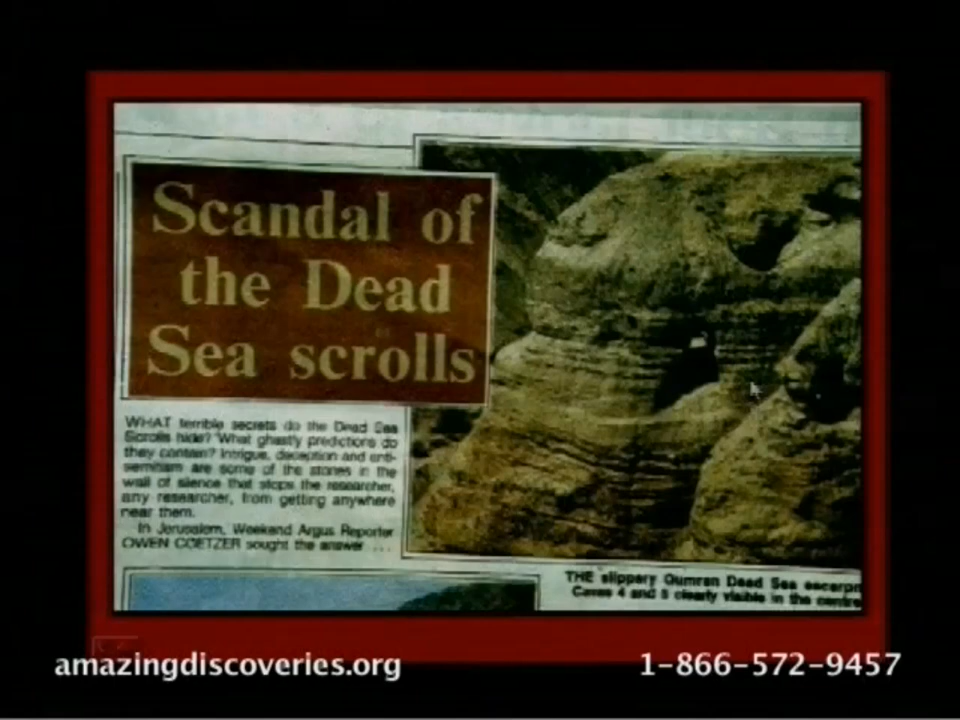 Scandal of
the Dead
Sea scrolls
WHAT terrible secrets do the Dead Sea
Scrolls hide? What ghastly predictions do
they contain? Intrigue, deception and anti-
semitism are some of the stones in the
wall of silence that stops the researcher,
any researcher, from getting anywhere
near them.
In Jerusalem, Weekend Argus Reporter
OWEN COETZER sought the answer ...
THE slippery Qumran Dead Sea escarpm
Caves 4 and 5 clearly visible in the centre
amazingdiscoveries.org
1-866-572-9457